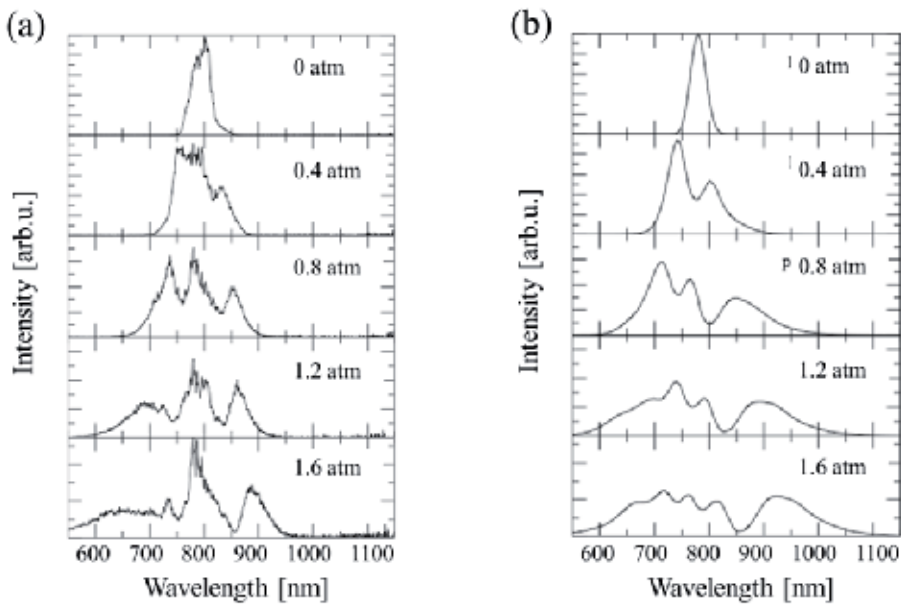 (a)
0 atm
0.4 atm
0.8 atm
1.2 atm
1.6 atm
Intensity [arb.u.]
600 700 800 900 1000 1100
Wavelength [nm]
(b)
0 atm
0.4 atm
P 0.8 atm
1.2 atm
1.6 atm
Intensity [arb.u.]
600 700 800 900 1000 1100
Wavelength [nm]